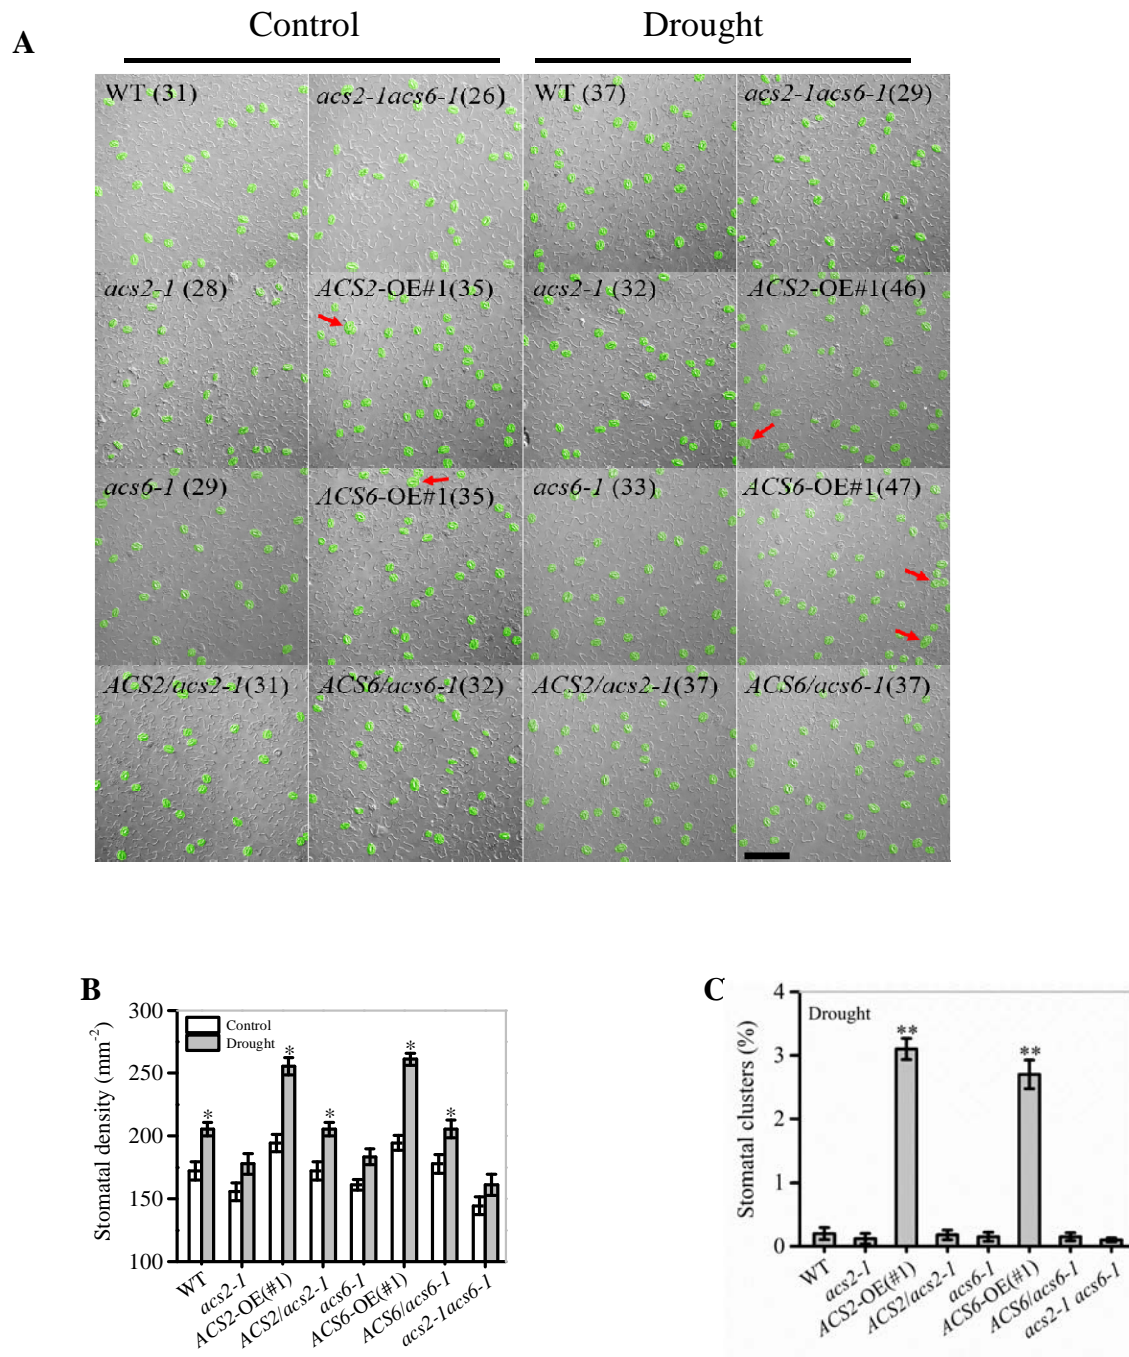 Control Drought
A
WT (31) acs2-1acs6-1(26) WT (37) acs2-1acs6-1(29)
acs2-1 (28) ACS2-OE#1(35) acs2-1 (32) ACS2-OE#1(46)
acs6-1 (29) ACS6-OE#1(35) acs6-1 (33) ACS6-OE#1(47)
ACS2/acs2-1(31) ACS6/acs6-1(32) ACS2/acs2-1(37) ACS6/acs6-1(37)
B
Stomatal density (mm-2)
300
250
200
150
100
Control
Drought
* * * * *
WT
acs2-1
ACS2-OE(#1)
ACS2/acs2-1
acs6-1
ACS6-OE(#1)
ACS6/acs6-1
acs2-1acs6-1
C
Stomatal clusters (%)
4
3
2
1
0
Drought
** **
WT
acs2-1
ACS2-OE(#1)
ACS2/acs2-1
acs6-1
ACS6-OE(#1)
ACS6/acs6-1
acs2-1 acs6-1